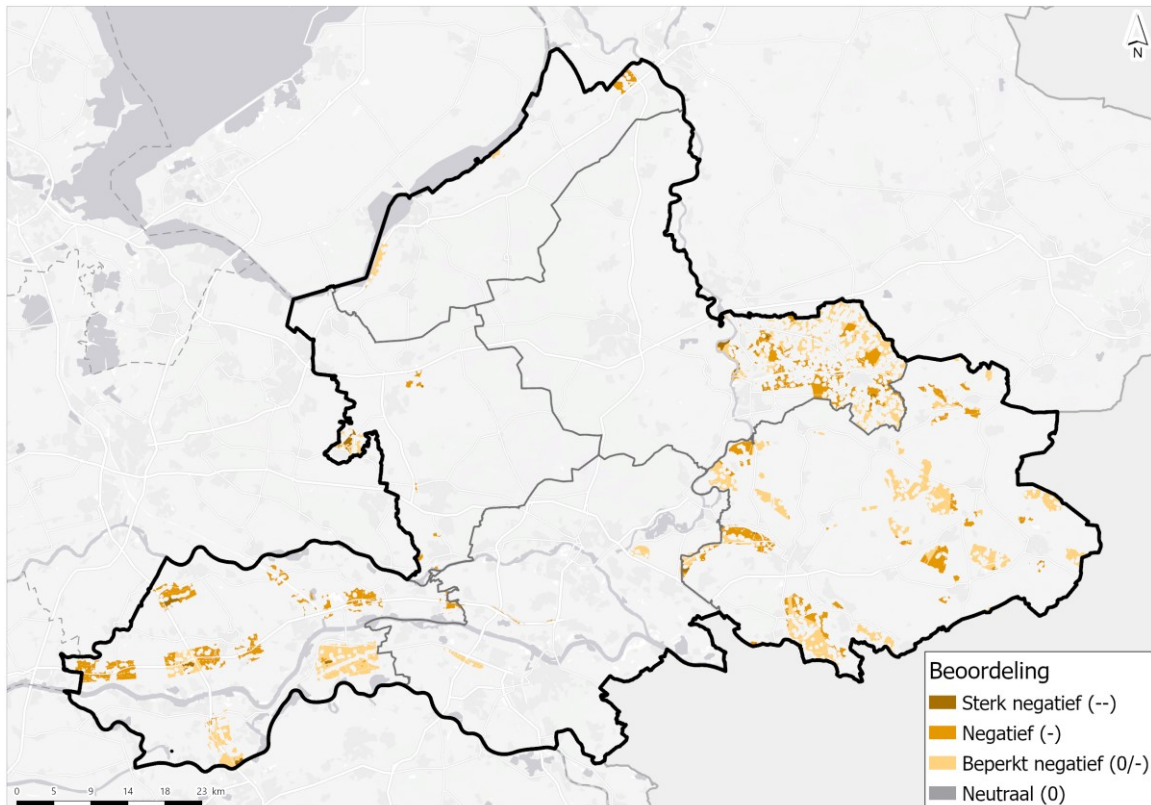 N
Beoordeling
Sterk negatief (--)
Negatief (-)
Beperkt negatief (0/-)
Neutraal (0)
0 5 9 14 18 23 km